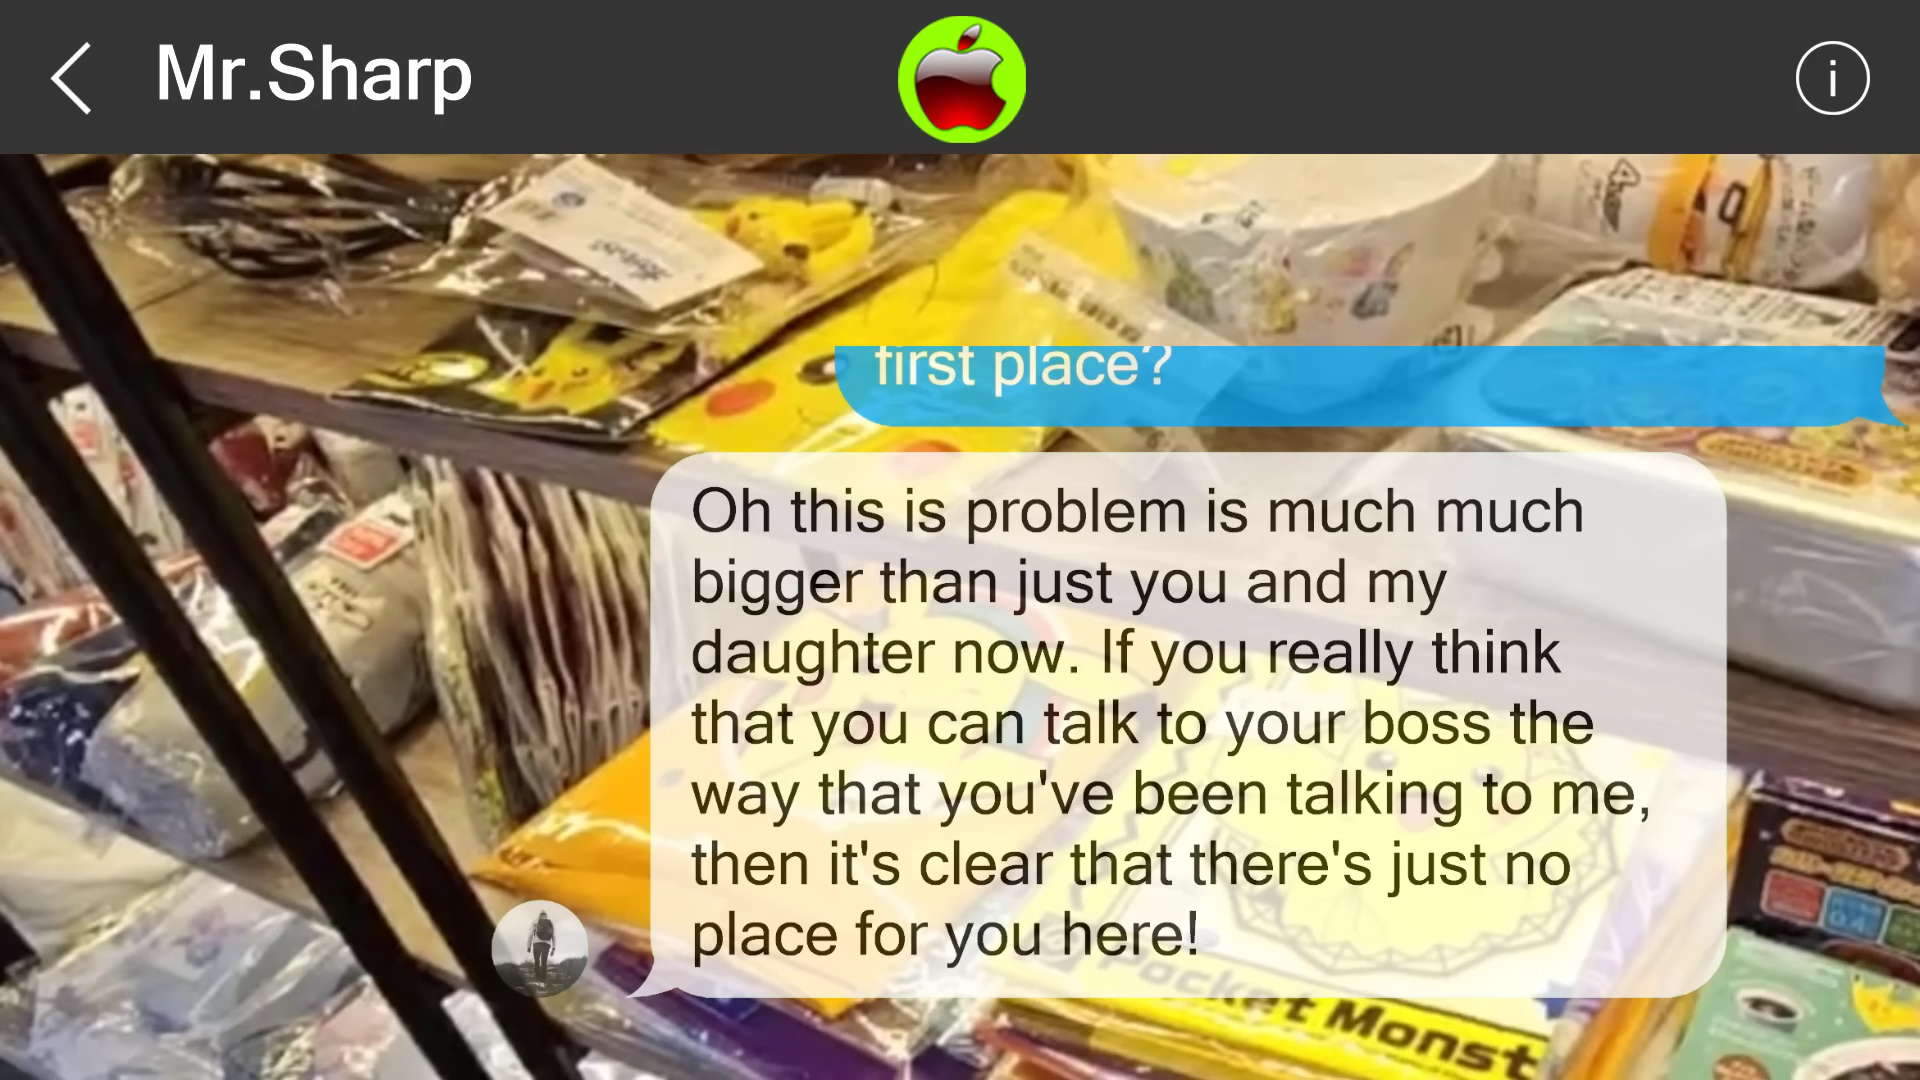 Mr.Sharp
i
first place?
Oh this is problem is much much
bigger than just you and my
daughter now. If you really think
that you can talk to your boss the
way that you've been talking to me,
then it's clear that there's just no
place for you here!
Pocket Monst